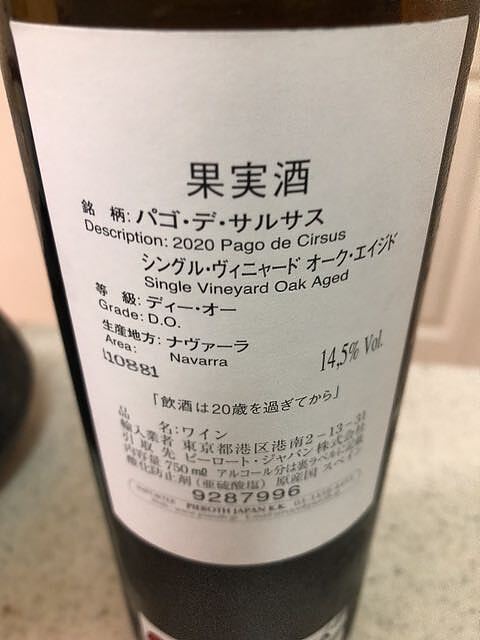 果実酒
銘 柄: パゴ・デ・サルサス
Description: 2020 Pago de Cirsus
シングル・ヴィニャード オーク・エイジド
Single Vineyard Oak Aged
等 級: ディー・オー
Grade: D.O.
生産地方: ナヴァーラ
Area: Navarra
110881
14,5% Vol.
「飲酒は20歳を過ぎてから」
品 名:ワイン
輸入業者 東京都港区港南2-13-31
引取先 ピーロート・ジャパン株式会社
内容量 750ml アルコール分は裏ラベルに記載
酸化防止剤(亜硫酸塩) 原産国 スペイン
9287996
PIEROTH JAPAN K.K.